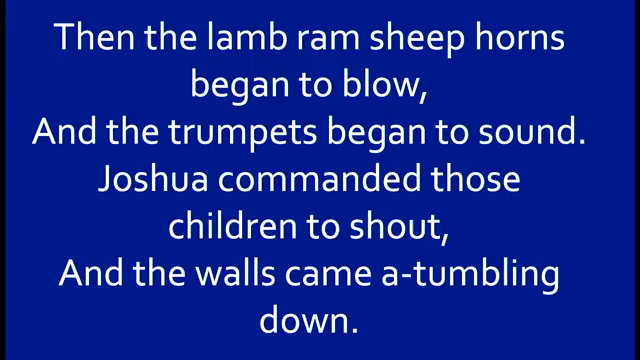 Then the lamb ram sheep horns
began to blow,
And the trumpets began to sound.
Joshua commanded those
children to shout,
And the walls came a-tumbling
down.